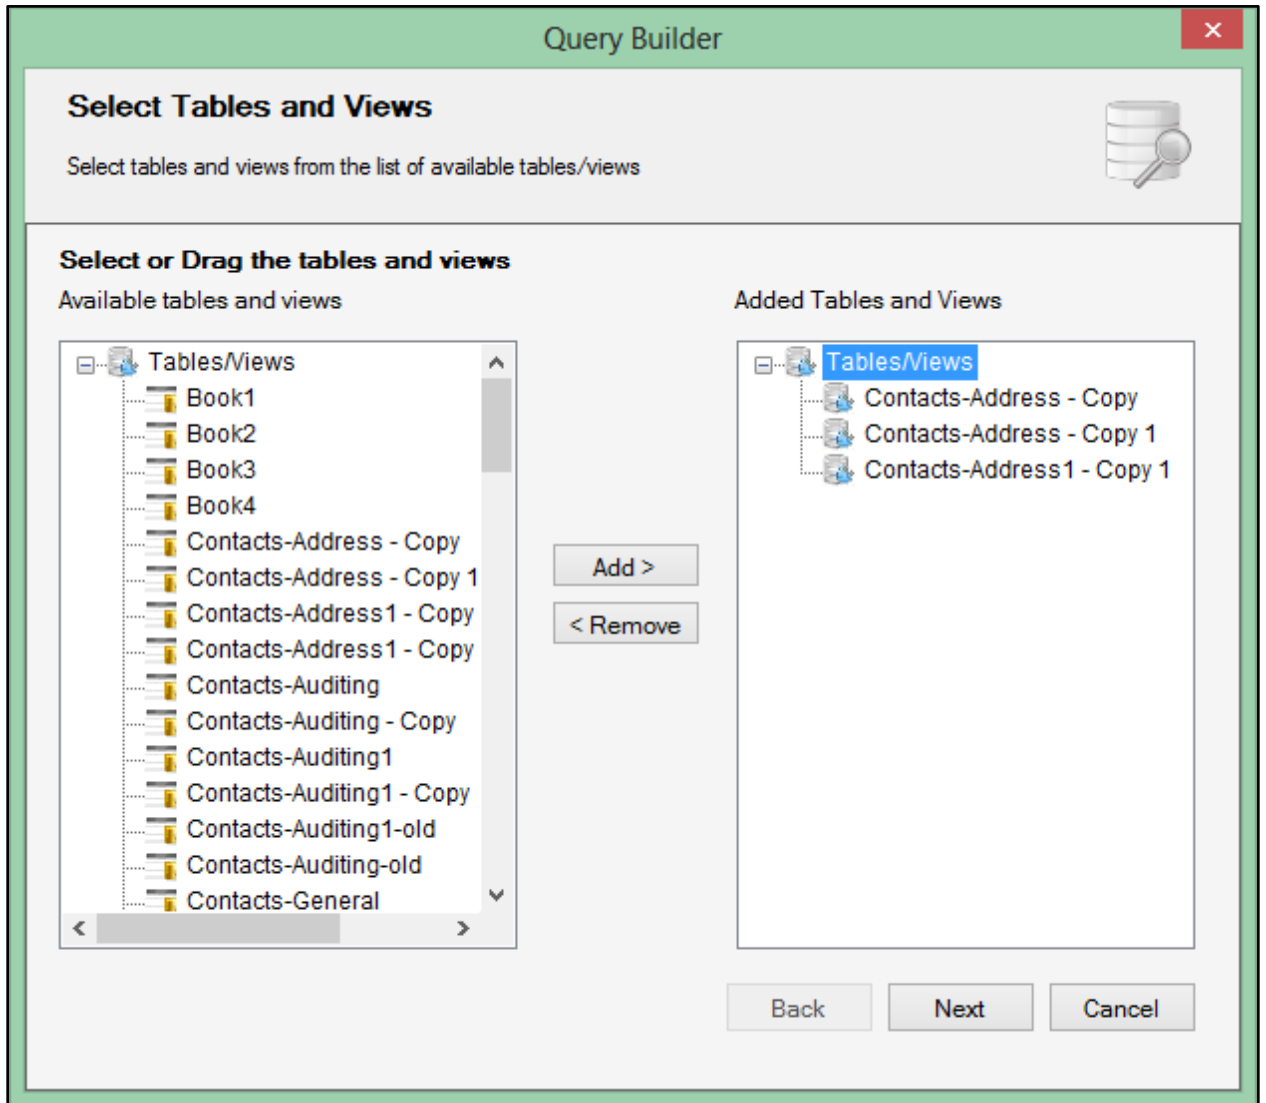 Query Builder
Select Tables and Views
Select tables and views from the list of available tables/views
Select or Drag the tables and views
Available tables and views
Tables/Views
Book1
Book2
Book3
Book4
Contacts-Address - Copy
Contacts-Address - Copy 1
Contacts-Address1 - Copy
Contacts-Address1 - Copy
Contacts-Auditing
Contacts-Auditing - Copy
Contacts-Auditing1
Contacts-Auditing1 - Copy
Contacts-Auditing1-old
Contacts-Auditing-old
Contacts-General
Add >
< Remove
Added Tables and Views
Tables/Views
Contacts-Address - Copy
Contacts-Address - Copy 1
Contacts-Address1 - Copy 1
Back
Next
Cancel